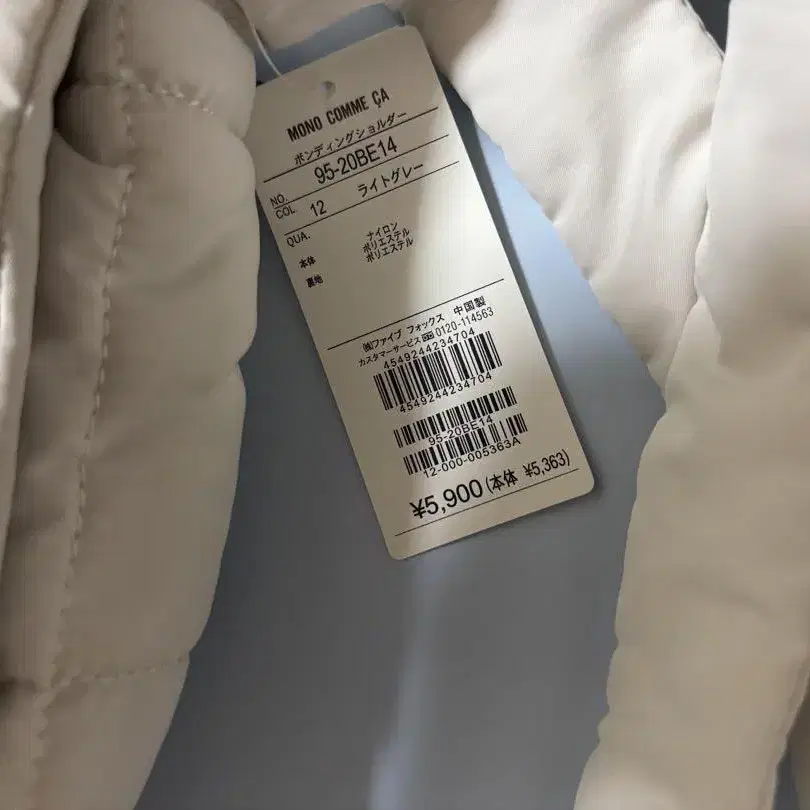 MONO COMME ÇA
ボンディングショルダー
NO. 95-20BE14
COL. 12 ライトグレー
QUA.
ナイロン
本体 ポリエステル
裏地 ポリエステル
㈱ファイブ フォックス 中国製
カスタマーサービス 0120-114563
4549244234704
4549244234704
95-20BE14
12-000-005363A
¥5,900(本体 ¥5,363)